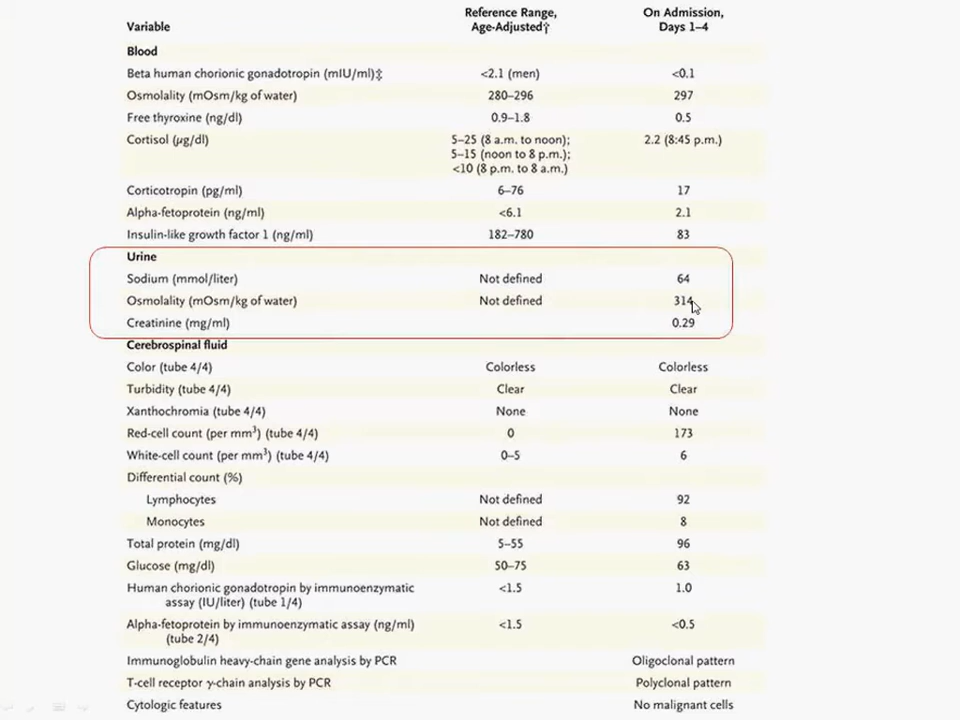 Variable Reference Range, Age-Adjusted† On Admission, Days 1–4
Blood
Beta human chorionic gonadotropin (mIU/ml)‡ <2.1 (men) <0.1
Osmolality (mOsm/kg of water) 280–296 297
Free thyroxine (ng/dl) 0.9–1.8 0.5
Cortisol (μg/dl) 5–25 (8 a.m. to noon); 2.2 (8:45 p.m.)
5–15 (noon to 8 p.m.);
<10 (8 p.m. to 8 a.m.)
Corticotropin (pg/ml) 6–76 17
Alpha-fetoprotein (ng/ml) <6.1 2.1
Insulin-like growth factor 1 (ng/ml) 182–780 83
Urine
Sodium (mmol/liter) Not defined 64
Osmolality (mOsm/kg of water) Not defined 314
Creatinine (mg/ml) 0.29
Cerebrospinal fluid
Color (tube 4/4) Colorless Colorless
Turbidity (tube 4/4) Clear Clear
Xanthochromia (tube 4/4) None None
Red-cell count (per mm³) (tube 4/4) 0 173
White-cell count (per mm³) (tube 4/4) 0–5 6
Differential count (%)
Lymphocytes Not defined 92
Monocytes Not defined 8
Total protein (mg/dl) 5–55 96
Glucose (mg/dl) 50–75 63
Human chorionic gonadotropin by immunoenzymatic <1.5 1.0
assay (IU/liter) (tube 1/4)
Alpha-fetoprotein by immunoenzymatic assay (ng/ml) <1.5 <0.5
(tube 2/4)
Immunoglobulin heavy-chain gene analysis by PCR Oligoclonal pattern
T-cell receptor γ-chain analysis by PCR Polyclonal pattern
Cytologic features No malignant cells